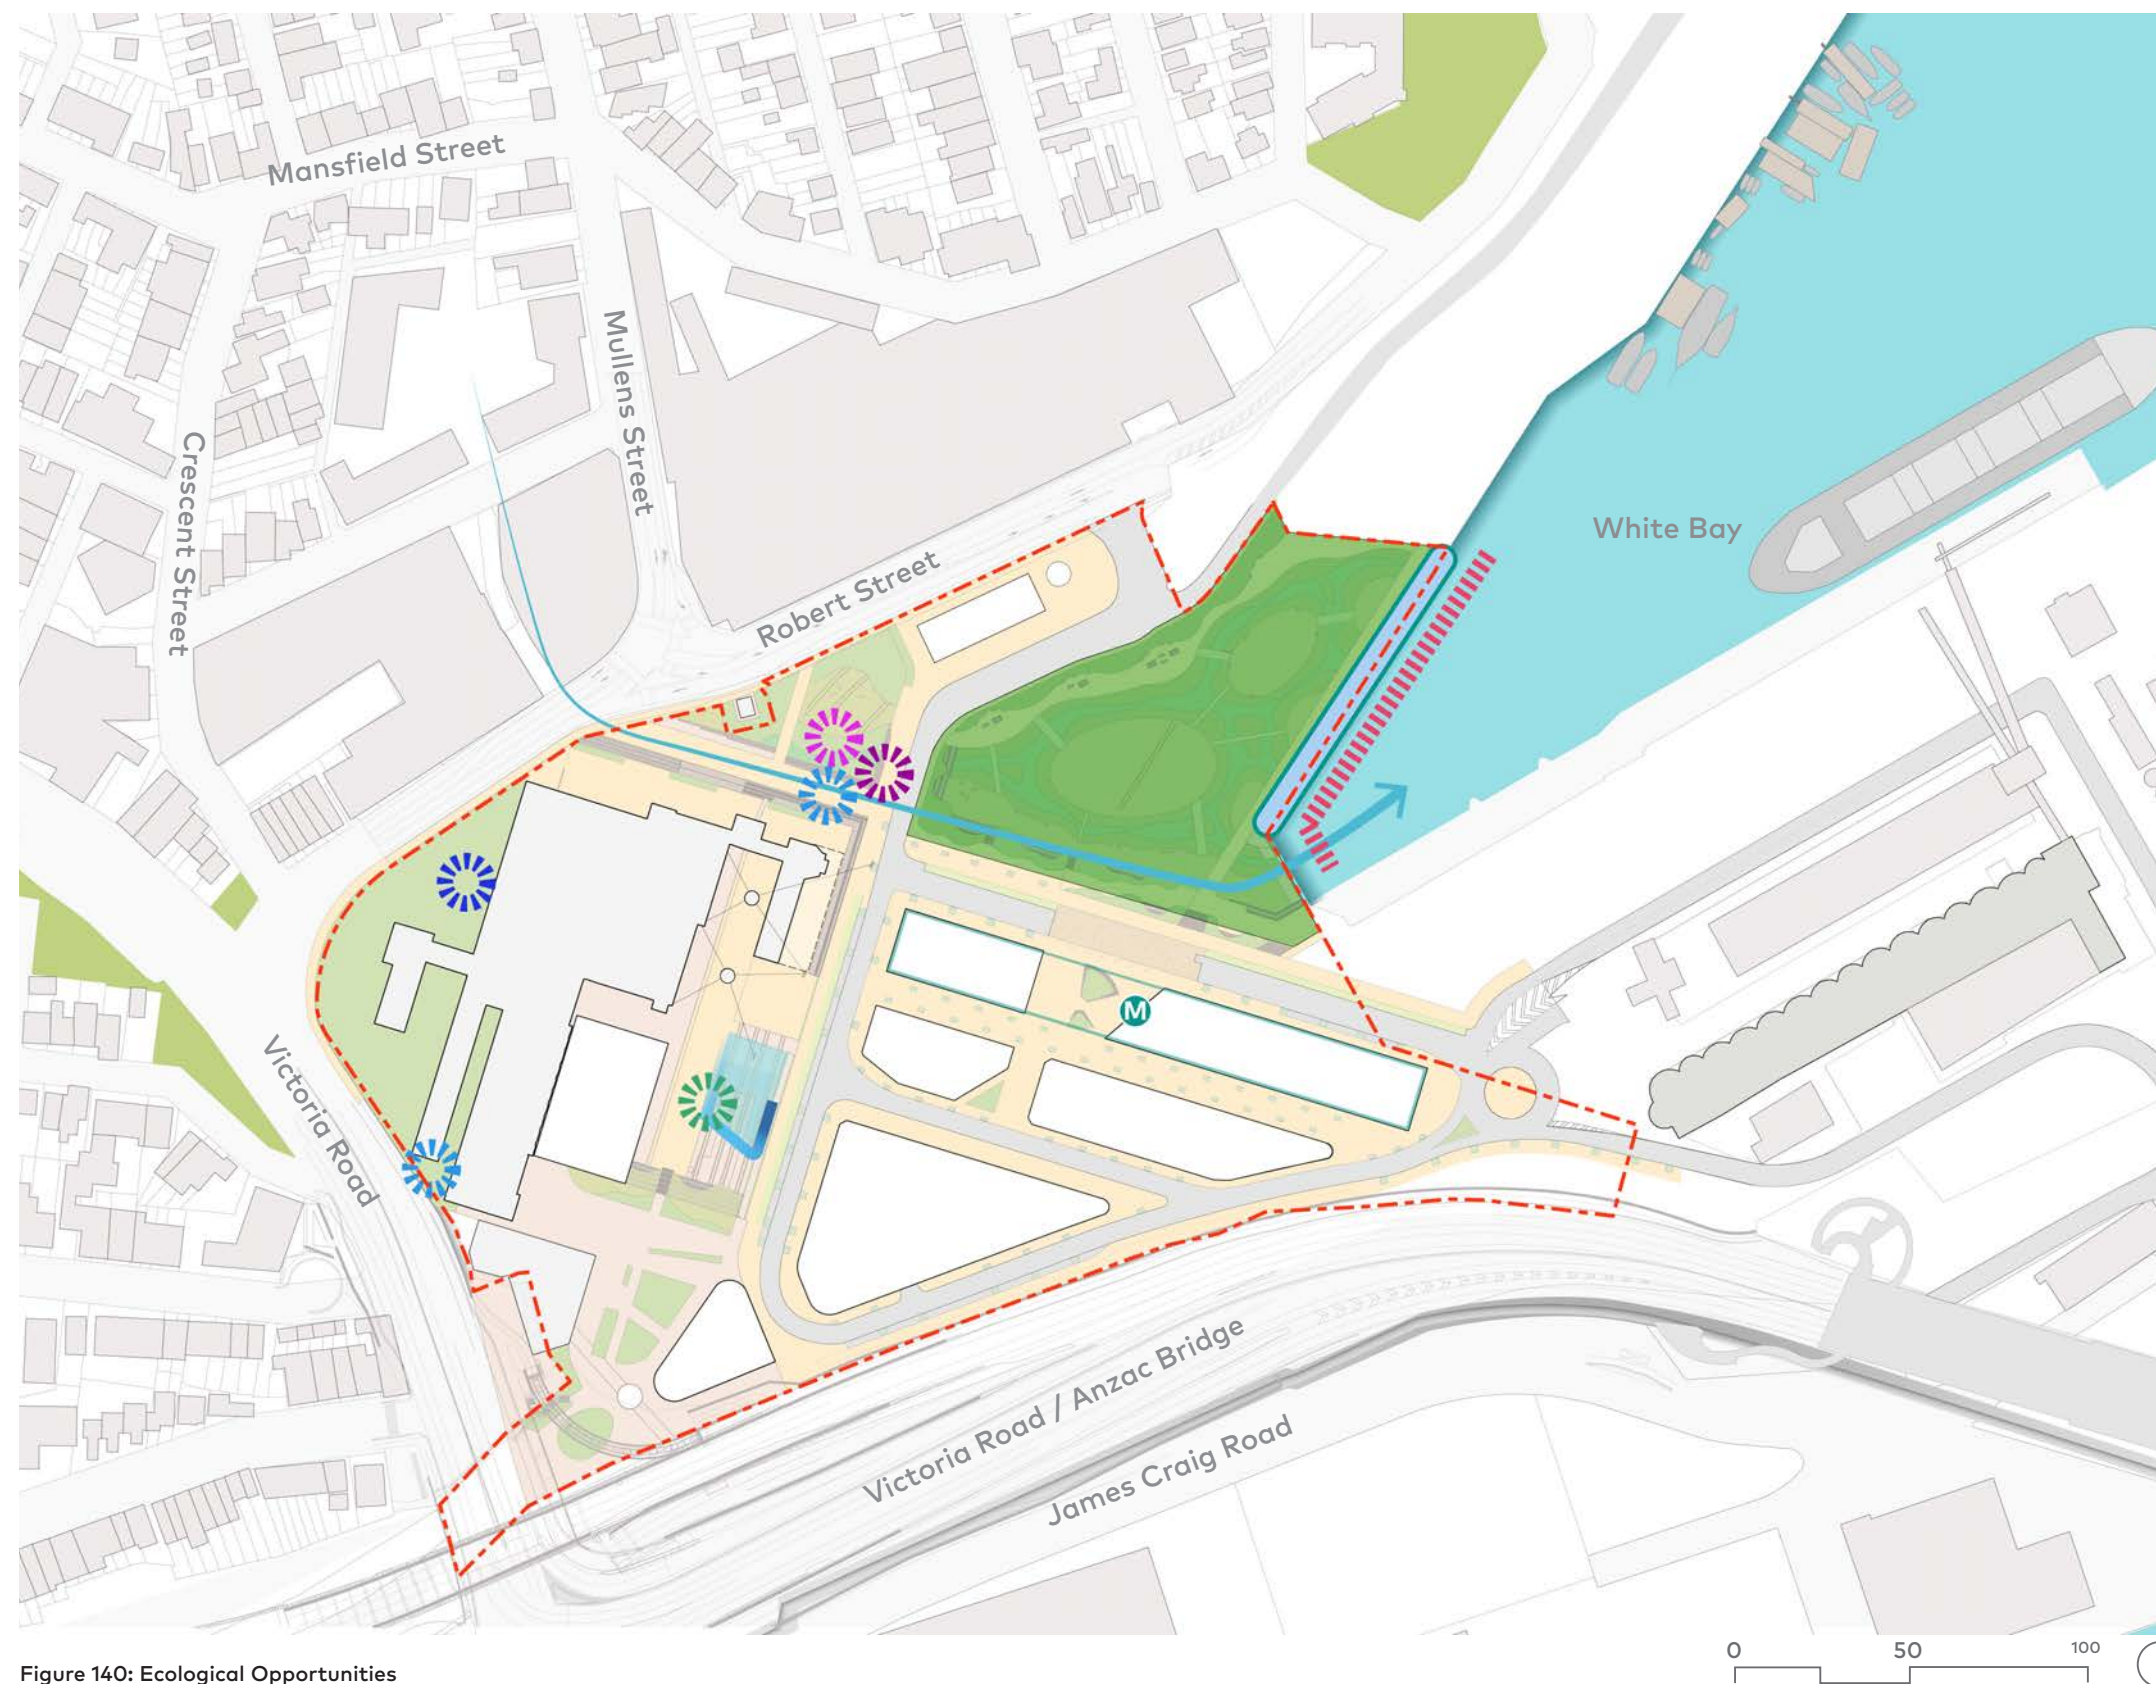 Mansfield Street
Mullens Street
Crescent Street
Robert Street
White Bay
M
Victoria Road
Victoria Road / Anzac Bridge
James Craig Road
0 50 100
Figure 140: Ecological Opportunities